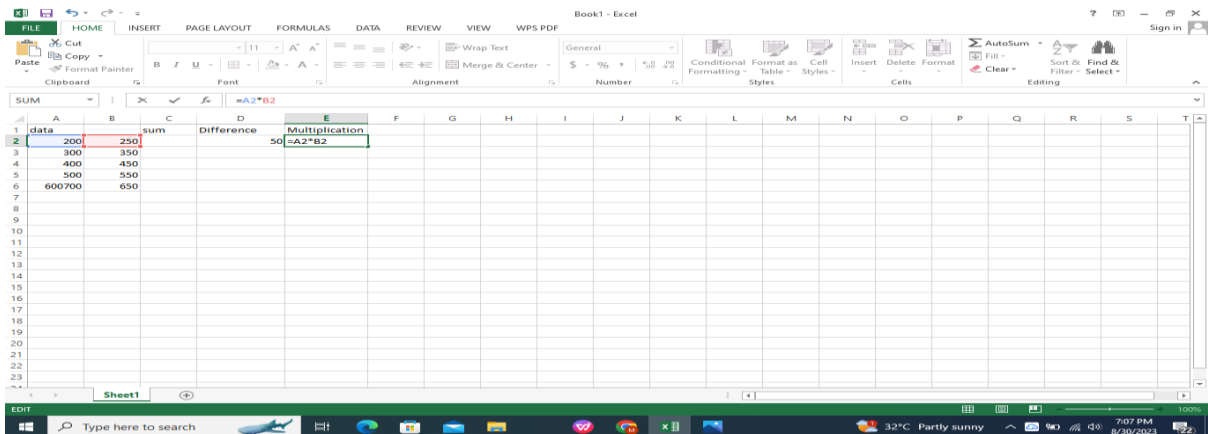 Book1 - Excel
FILE HOME INSERT PAGE LAYOUT FORMULAS DATA REVIEW VIEW WPS PDF Sign in
Cut
Copy
Format Painter
Paste
11
Wrap Text
Merge & Center
General
Conditional Formatting
Format as Table
Cell Styles
Insert Delete Format
AutoSum
Fill
Clear
Sort & Filter
Find & Select
Clipboard Font Alignment Number Styles Cells Editing
SUM =A2*B2
A B C D E F G H I J K L M N O P Q R S T
1 data sum Difference Multiplication
2 200 250 50 =A2*B2
3 300 350
4 400 450
5 500 550
6 600700 650
7
8
9
10
11
12
13
14
15
16
17
18
19
20
21
22
23
Sheet1
EDIT 100%
Type here to search 32°C Partly sunny 7:07 PM
8/30/2023 22